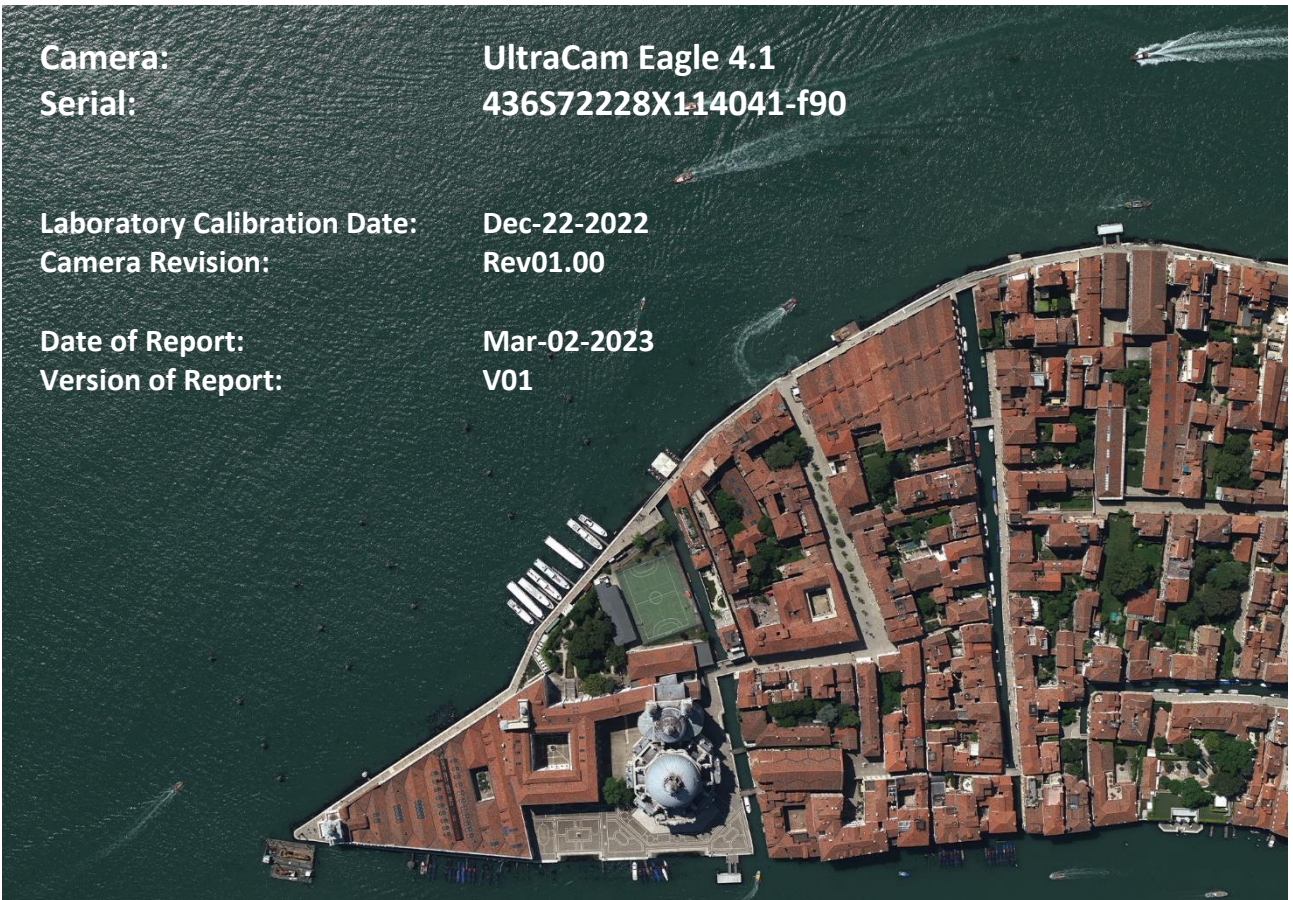 Camera: UltraCam Eagle 4.1
Serial: 436S72228X114041-f90
Laboratory Calibration Date: Dec-22-2022
Camera Revision: Rev01.00
Date of Report: Mar-02-2023
Version of Report: V01